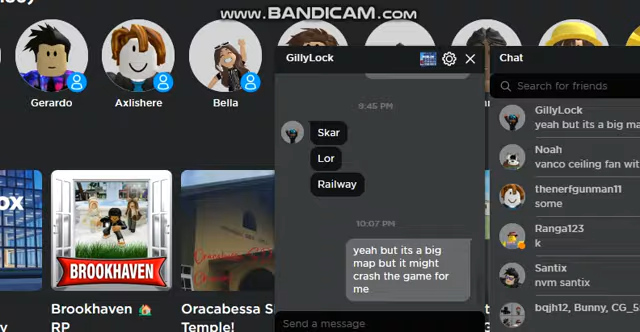 www.BANDICAM.com
GillyLock
Chat
Search for friends
Gerardo
Axlishere
Bella
9:45 PM
Skar
Lor
Railway
10:07 PM
yeah but its a big
map but it might
crash the game for
me
Send a message
GillyLock
yeah but its a big ma
Noah
vanco ceiling fan wit
thenerfgunman11
some
Ranga123
k
Santix
nvm santix
bqjh12, Bunny, CG_5
BROOKHAVEN
Brookhaven 🏠
RP
Oracabessa S
Temple!